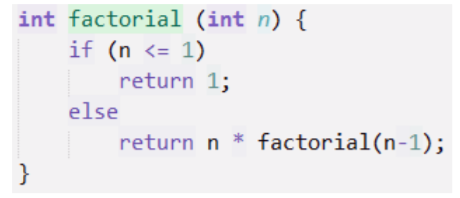 int factorial (int n) {
    if (n <= 1)
        return 1;
    else
        return n * factorial(n-1);
}